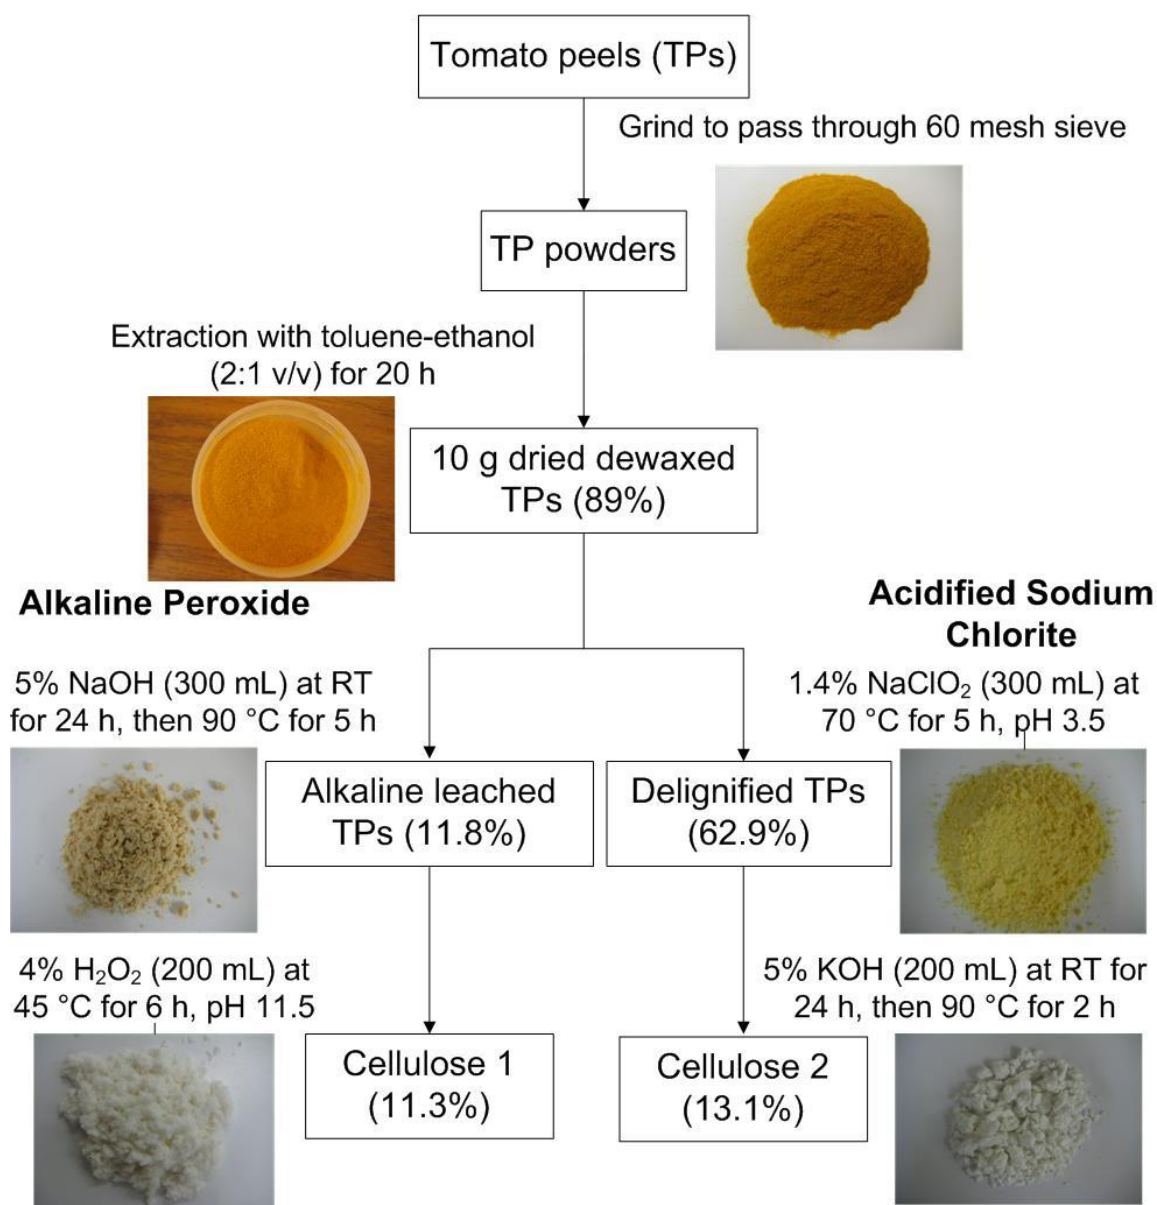 Tomato peels (TPs)
Grind to pass through 60 mesh sieve
TP powders
Extraction with toluene-ethanol
(2:1 v/v) for 20 h
10 g dried dewaxed
TPs (89%)
Alkaline Peroxide
Acidified Sodium
Chlorite
5% NaOH (300 mL) at RT
for 24 h, then 90 °C for 5 h
1.4% NaClO₂ (300 mL) at
70 °C for 5 h, pH 3.5
Alkaline leached
TPs (11.8%)
Delignified TPs
(62.9%)
4% H₂O₂ (200 mL) at
45 °C for 6 h, pH 11.5
5% KOH (200 mL) at RT for
24 h, then 90 °C for 2 h
Cellulose 1
(11.3%)
Cellulose 2
(13.1%)